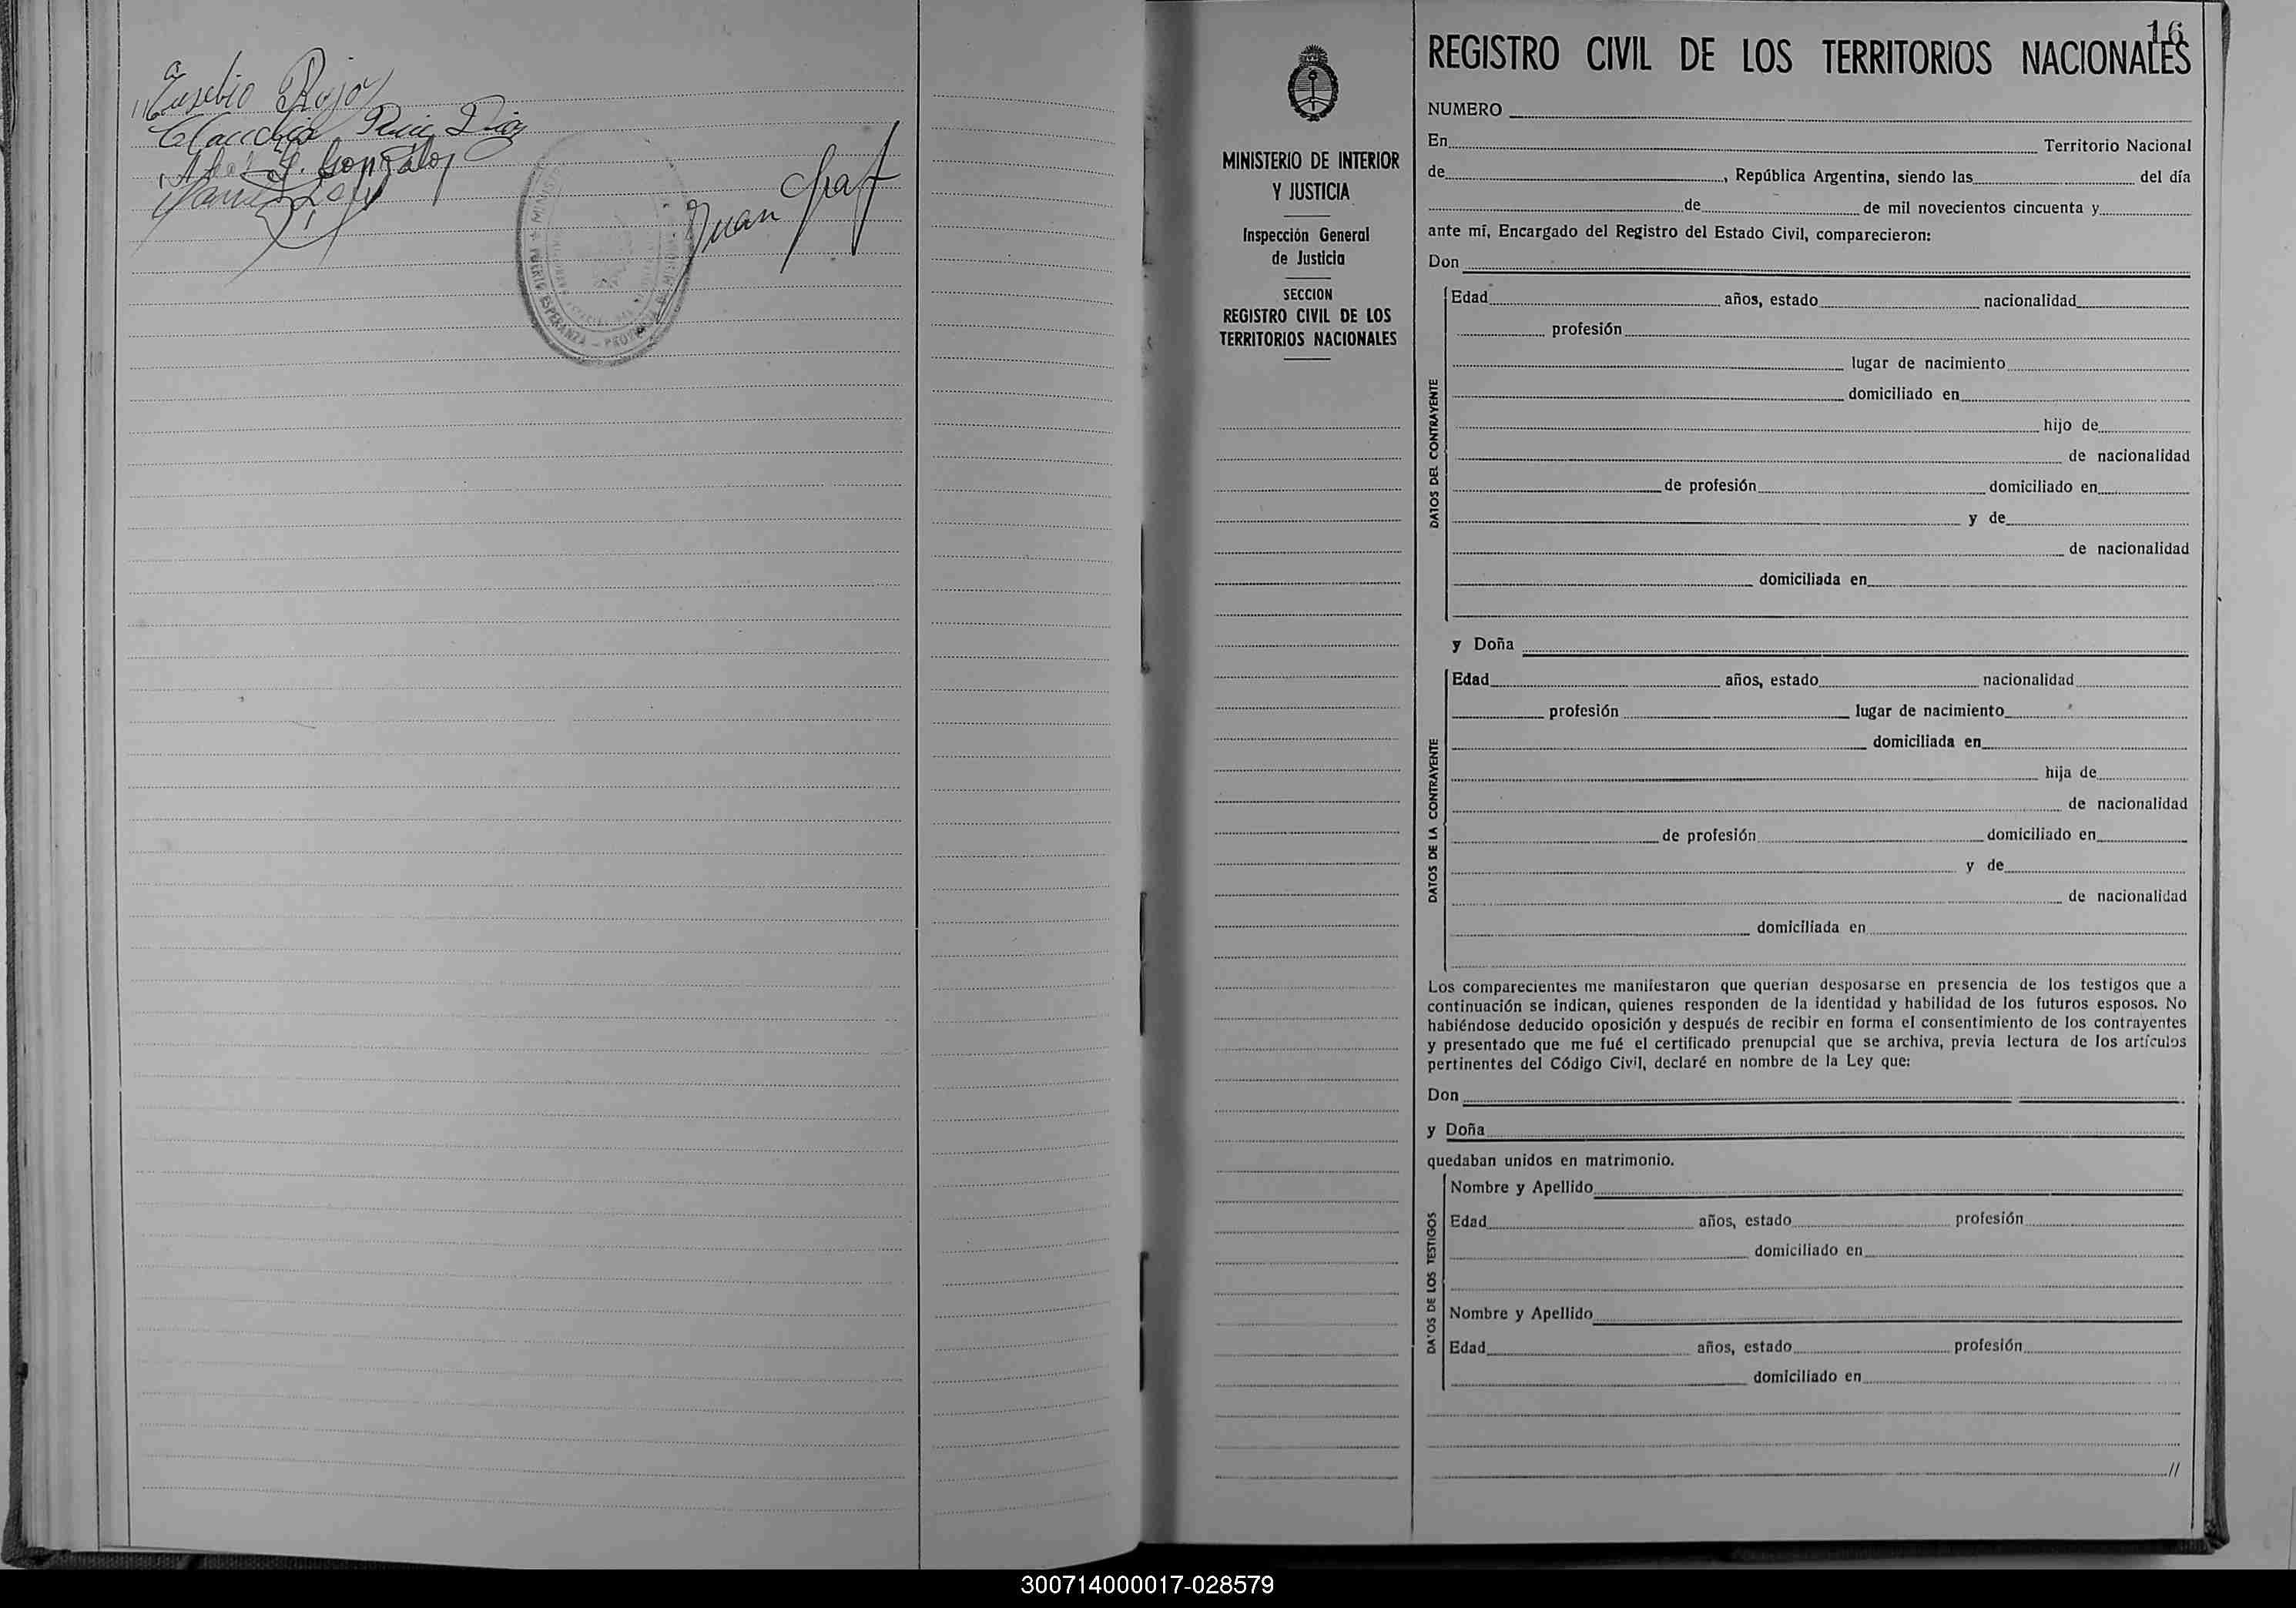 Eusebio Rojas
Claudia Ruiz Diaz
González
Juan Graf
PUERTO ESPERANZA
16
REGISTRO CIVIL DE LOS TERRITORIOS NACIONALES
MINISTERIO DE INTERIOR
Y JUSTICIA
Inspección General
de Justicia
SECCION
REGISTRO CIVIL DE LOS
TERRITORIOS NACIONALES
NUMERO
En Territorio Nacional
de , República Argentina, siendo las del día
de de mil novecientos cincuenta y
ante mí, Encargado del Registro del Estado Civil, comparecieron:
Don
DATOS DEL CONTRAYENTE
Edad años, estado nacionalidad
profesión
lugar de nacimiento
domiciliado en
hijo de
de nacionalidad
de profesión domiciliado en
y de
de nacionalidad
domiciliada en
y Doña
DATOS DE LA CONTRAYENTE
Edad años, estado nacionalidad
profesión lugar de nacimiento
domiciliada en
hija de
de nacionalidad
de profesión domiciliado en
y de
de nacionalidad
domiciliada en
Los comparecientes me manifestaron que querían desposarse en presencia de los testigos que a
continuación se indican, quienes responden de la identidad y habilidad de los futuros esposos. No
habiéndose deducido oposición y después de recibir en forma el consentimiento de los contrayentes
y presentado que me fué el certificado prenupcial que se archiva, previa lectura de los artículos
pertinentes del Código Civil, declaré en nombre de la Ley que:
Don
y Doña
quedaban unidos en matrimonio.
DATOS DE LOS TESTIGOS
Nombre y Apellido
Edad años, estado profesión
domiciliado en
Nombre y Apellido
Edad años, estado profesión
domiciliado en
//
300714000017-028579